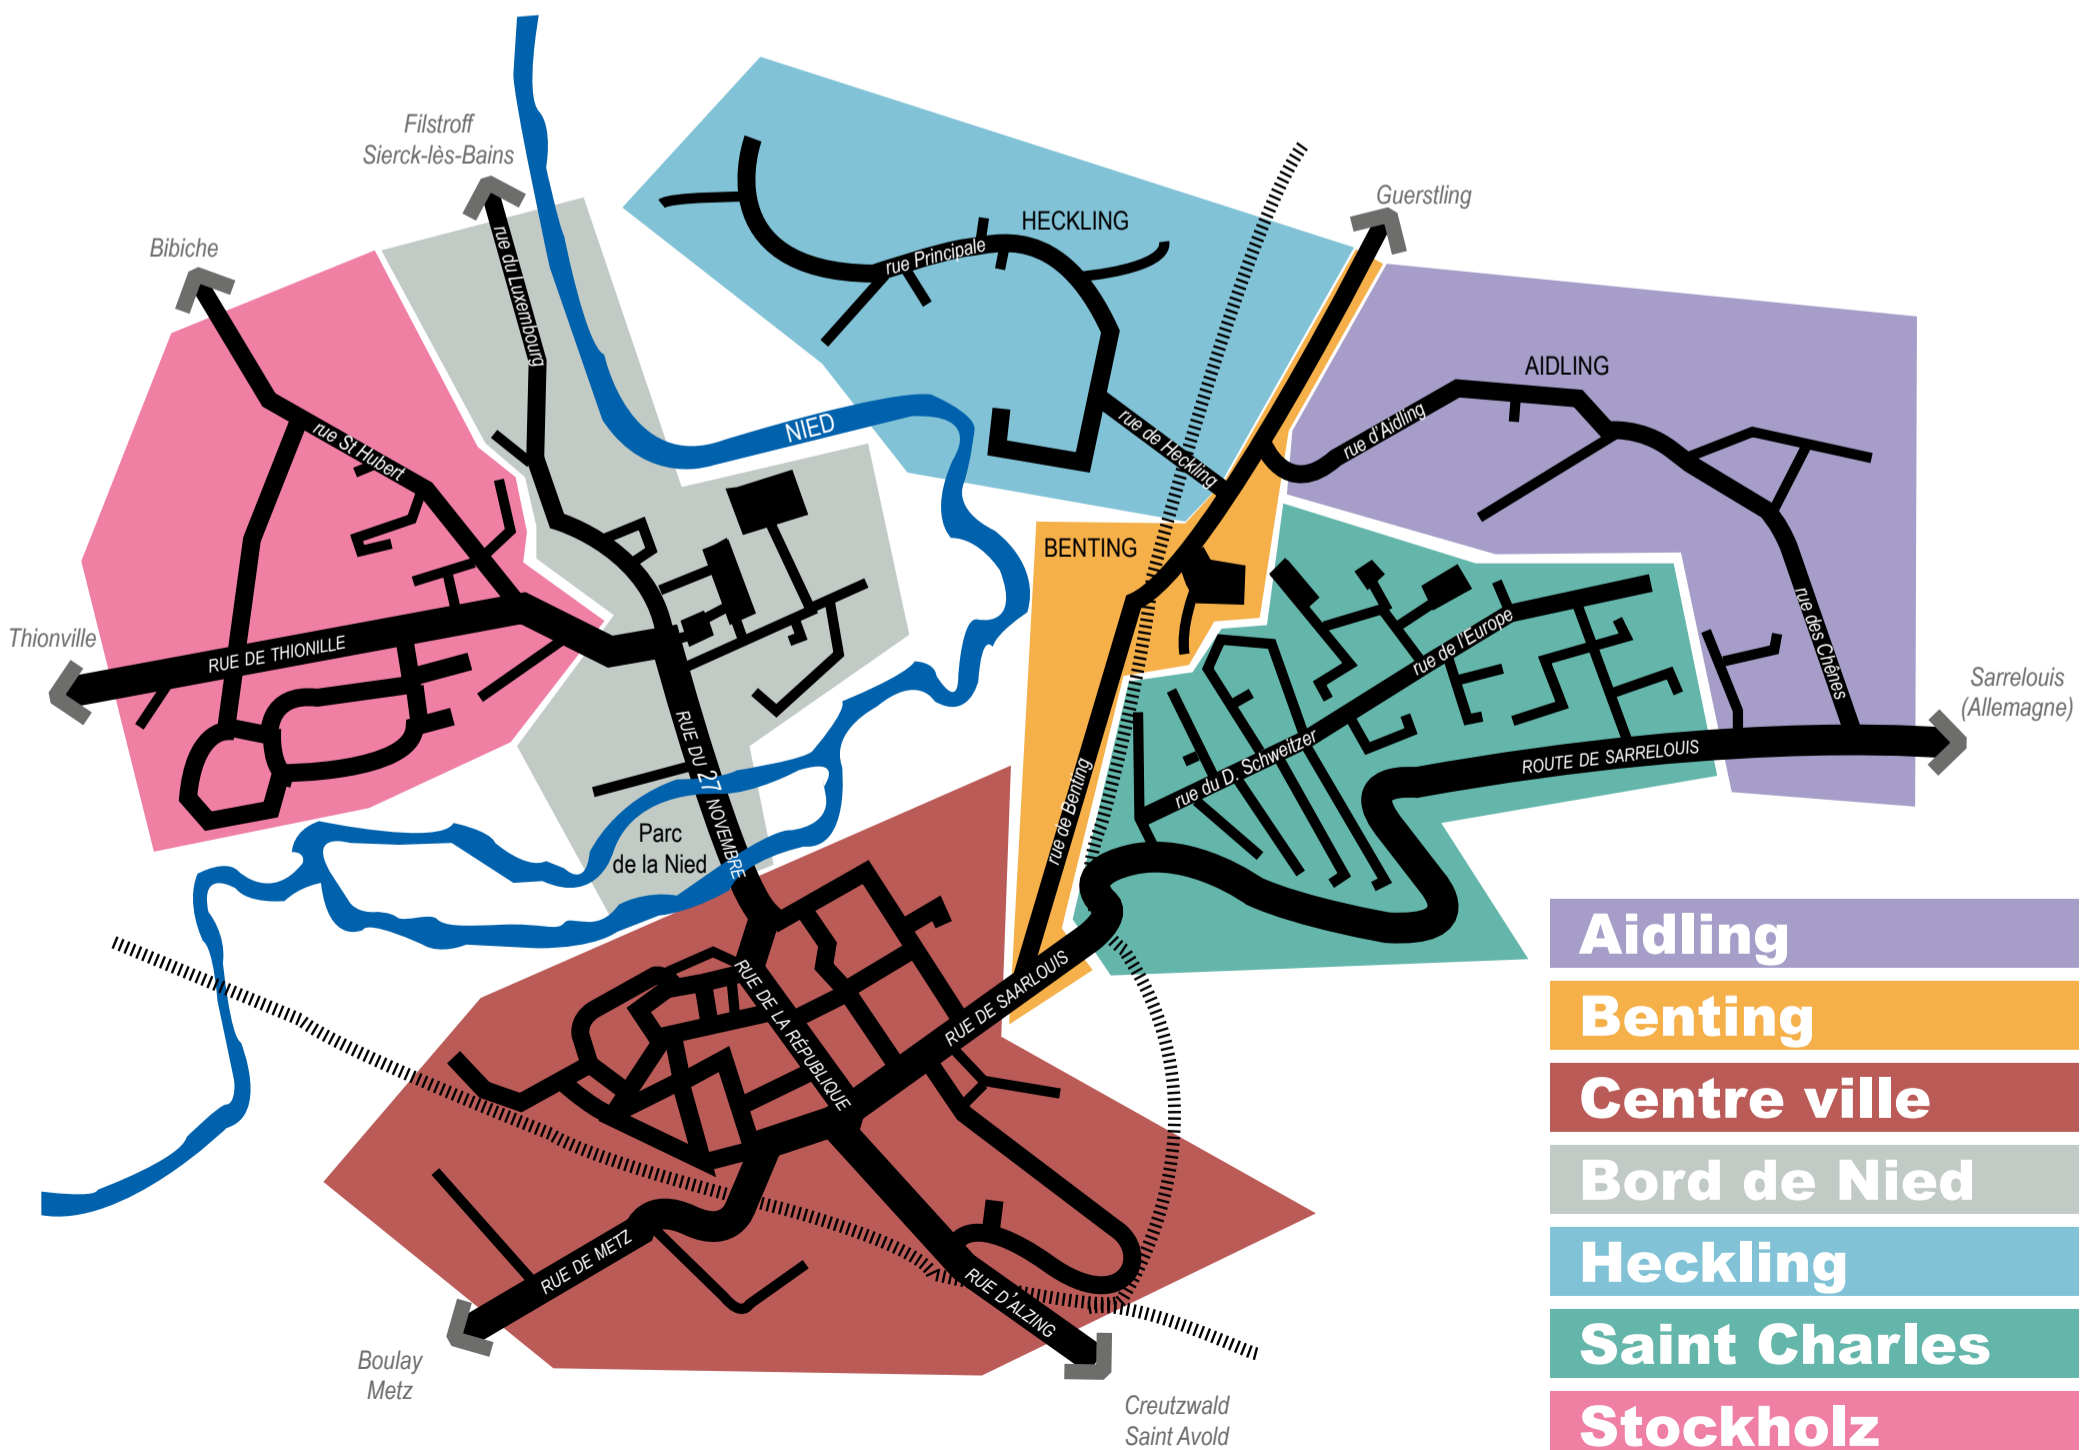 Filstroff
Sierck-lès-Bains
Guerstling
Bibiche
HECKLING
rue du Luxembourg
rue Principale
AIDLING
rue d'Aidling
rue de Heckling
NIED
rue St Hubert
BENTING
Thionville
RUE DE THIONILLE
rue de l'Europe
rue des Chênes
Sarrelouis
(Allemagne)
RUE DU 27 NOVEMBRE
rue du D. Schweitzer
ROUTE DE SARRELOUIS
rue de Benting
Parc
de la Nied
RUE DE LA RÉPUBLIQUE
RUE DE SAARLOUIS
RUE DE METZ
RUE D'ALZING
Boulay
Metz
Creutzwald
Saint Avold
Aidling
Benting
Centre ville
Bord de Nied
Heckling
Saint Charles
Stockholz